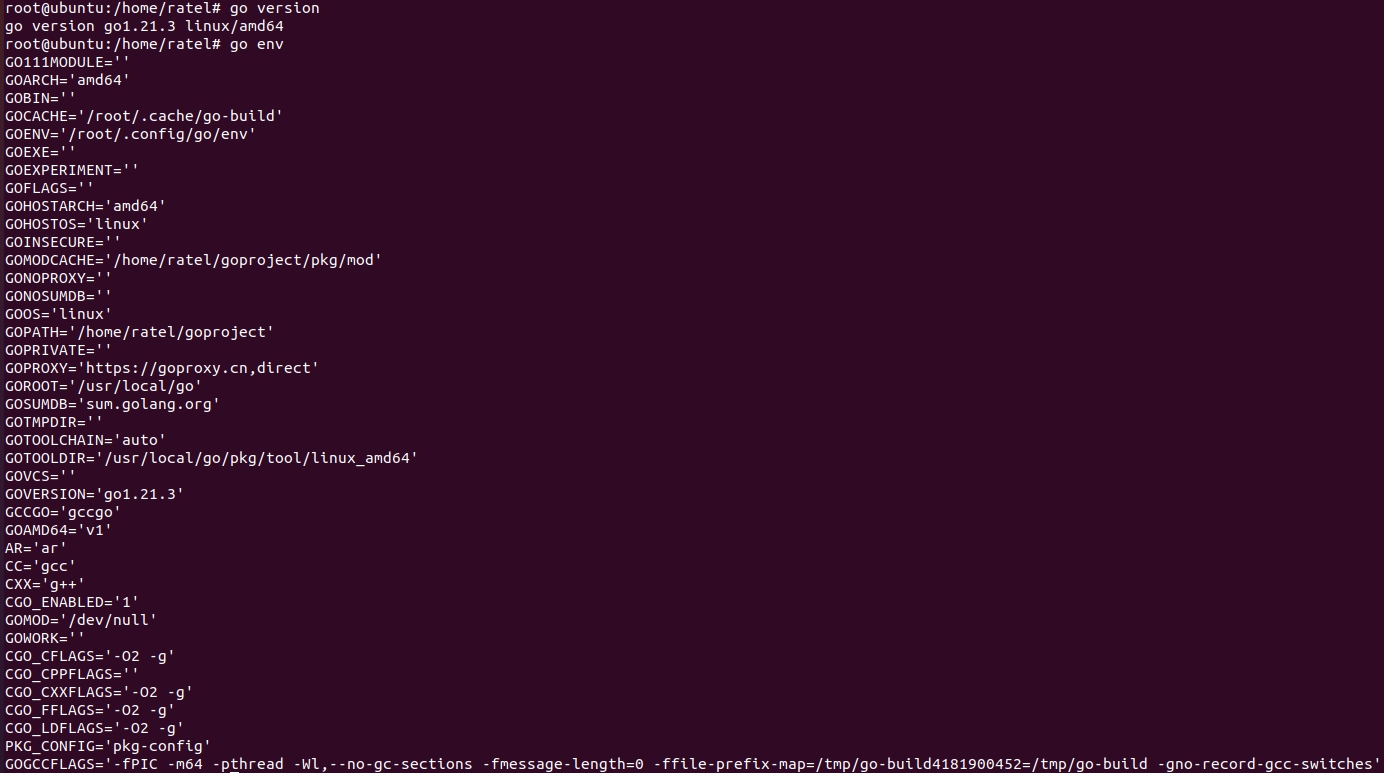 root@ubuntu:/home/ratel# go version
go version go1.21.3 linux/amd64
root@ubuntu:/home/ratel# go env
GO111MODULE=''
GOARCH='amd64'
GOBIN=''
GOCACHE='/root/.cache/go-build'
GOENV='/root/.config/go/env'
GOEXE=''
GOEXPERIMENT=''
GOFLAGS=''
GOHOSTARCH='amd64'
GOHOSTOS='linux'
GOINSECURE=''
GOMODCACHE='/home/ratel/goproject/pkg/mod'
GONOPROXY=''
GONOSUMDB=''
GOOS='linux'
GOPATH='/home/ratel/goproject'
GOPRIVATE=''
GOPROXY='https://goproxy.cn,direct'
GOROOT='/usr/local/go'
GOSUMDB='sum.golang.org'
GOTMPDIR=''
GOTOOLCHAIN='auto'
GOTOOLDIR='/usr/local/go/pkg/tool/linux_amd64'
GOVCS=''
GOVERSION='go1.21.3'
GCCGO='gccgo'
GOAMD64='v1'
AR='ar'
CC='gcc'
CXX='g++'
CGO_ENABLED='1'
GOMOD='/dev/null'
GOWORK=''
CGO_CFLAGS='-O2 -g'
CGO_CPPFLAGS=''
CGO_CXXFLAGS='-O2 -g'
CGO_FFLAGS='-O2 -g'
CGO_LDFLAGS='-O2 -g'
PKG_CONFIG='pkg-config'
GOGCCFLAGS='-fPIC -m64 -pthread -Wl,--no-gc-sections -fmessage-length=0 -ffile-prefix-map=/tmp/go-build4181900452=/tmp/go-build -gno-record-gcc-switches'